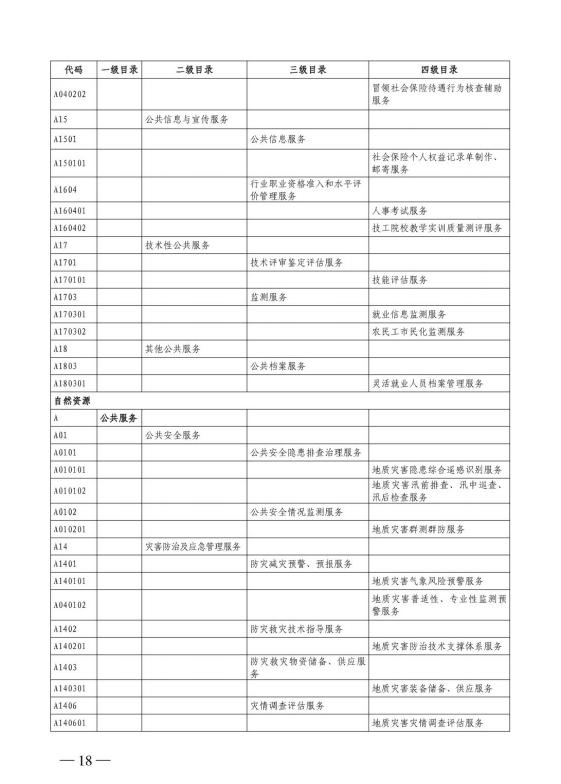 代码 一级目录 二级目录 三级目录 四级目录
A040202 冒领社会保险待遇行为核查辅助
服务
A15 公共信息与宣传服务
A1501 公共信息服务
A150101 社会保险个人权益记录单制作、
邮寄服务
A1604 行业职业资格准入和水平评
价管理服务
A160401 人事考试服务
A160402 技工院校教学实训质量测评服务
A17 技术性公共服务
A1701 技术评审鉴定评估服务
A170101 技能评估服务
A1703 监测服务
A170301 就业信息监测服务
A170302 农民工市民化监测服务
A18 其他公共服务
A1803 公共档案服务
A180301 灵活就业人员档案管理服务
自然资源
A 公共服务
A01 公共安全服务
A0101 公共安全隐患排查治理服务
A010101 地质灾害隐患综合遥感识别服务
A010102 地质灾害汛前排查、汛中巡查、
汛后检查服务
A0102 公共安全情况监测服务
A010201 地质灾害群测群防服务
A14 灾害防治及应急管理服务
A1401 防灾减灾预警、预报服务
A140101 地质灾害气象风险预警服务
A040102 地质灾害普适性、专业性监测预
警服务
A1402 防灾救灾技术指导服务
A140201 地质灾害防治技术支撑体系服务
A1403 防灾救灾物资储备、供应服
务
A140301 地质灾害装备储备、供应服务
A1406 灾情调查评估服务
A140601 地质灾害灾情调查评估服务
— 18 —